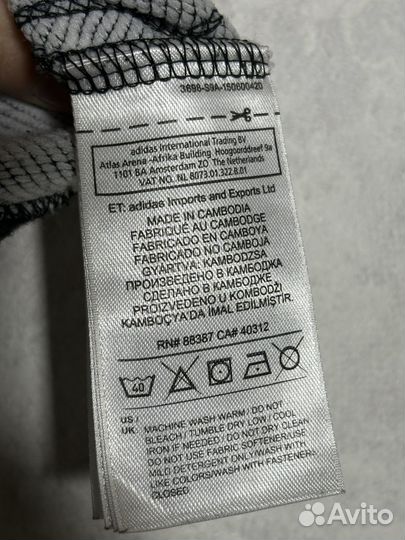 3698-S9A-150600420
adidas International Trading BV
Atlas Arena -Afrika Building Hoogoorddreef 9a
1101 BA Amsterdam ZO The Netherlands
VAT NO. NL 8073.01.322.B.01
ET: adidas Imports and Exports Ltd
MADE IN CAMBODIA
FABRIQUÉ AU CAMBODGE
FABRICADO EN CAMBOYA
FABRICADO NO CAMBOJA
GYÁRTVA: KAMBODZSA
ПРОИЗВЕДЕНО В КАМБОДЖА
СДЕЛАНО В КАМБОДЖЕ
PROIZVEDENO U KOMBODŽI
KAMBOÇYA'DA İMAL EDİLMİŞTİR.
RN# 88387 CA# 40312
40
US /
UK: MACHINE WASH WARM / DO NOT
BLEACH / TUMBLE DRY LOW / COOL
IRON IF NEEDED / DO NOT DRY CLEAN
DO NOT USE FABRIC SOFTENER/USE
MILD DETERGENT ONLY/WASH WITH
LIKE COLORS/WASH WITH FASTENERS
CLOSED
Avito